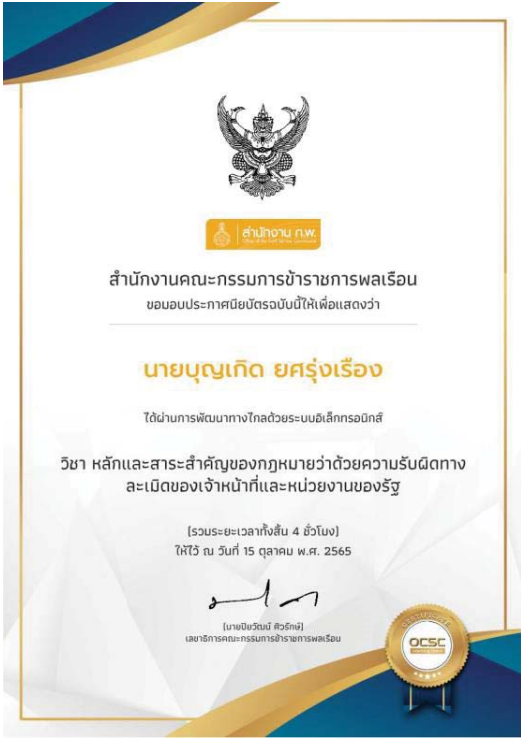 สำนักงาน ก.พ.
สำนักงานคณะกรรมการข้าราชการพลเรือน
ขอมอบประกาศนียบัตรฉบับนี้ให้เพื่อแสดงว่า
นายบุญเกิด ยศรุ่งเรือง
ได้ผ่านการพัฒนาทางไกลด้วยระบบอิเล็กทรอนิกส์
วิชา หลักและสาระสำคัญของกฎหมายว่าด้วยความรับผิดทาง
ละเมิดของเจ้าหน้าที่และหน่วยงานของรัฐ
(รวมระยะเวลาทั้งสิ้น 4 ชั่วโมง)
ให้ไว้ ณ วันที่ 15 ตุลาคม พ.ศ. 2565
(นายปิยวัฒน์ ศิวรักษ์)
เลขาธิการคณะกรรมการข้าราชการพลเรือน
CERTIFICATE
OCSC
Learning Space